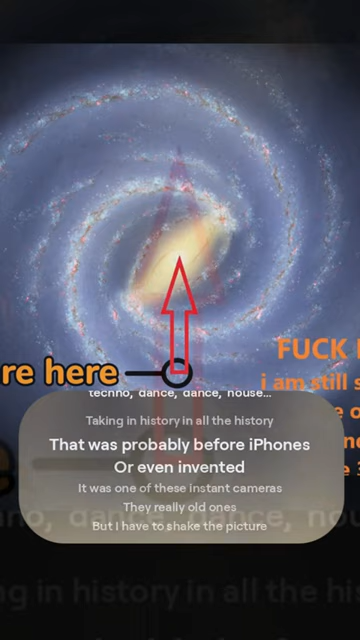 FUCK
re here
i am still s
techno, dance, dance, house...
Taking in history in all the history
That was probably before iPhones
Or even invented
It was one of these instant cameras
They really old ones
But I have to shake the picture